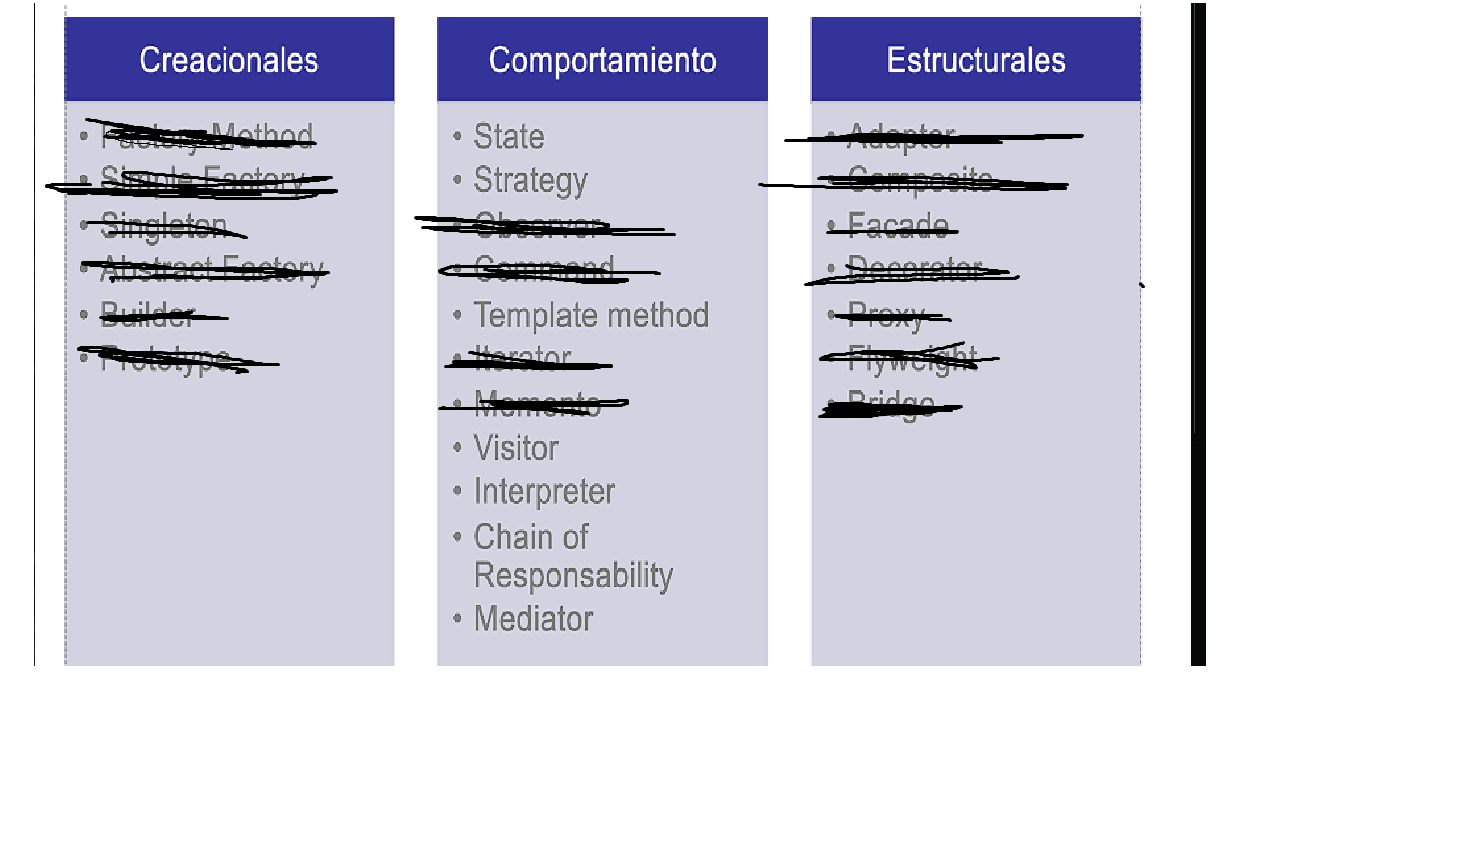 Creacionales
• Factory Method
• Simple Factory
• Singleton
• Abstract Factory
• Builder
• Prototype
Comportamiento
• State
• Strategy
• Observer
• Command
• Template method
• Iterator
• Memento
• Visitor
• Interpreter
• Chain of
Responsability
• Mediator
Estructurales
• Adapter
• Composite
• Facade
• Decorator
• Proxy
• Flyweight
• Bridge